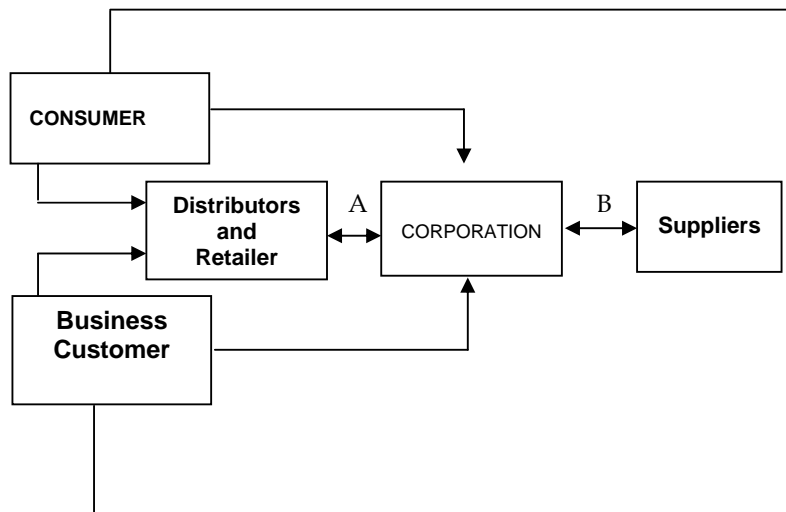 CONSUMER
Distributors
and
Retailer
A
CORPORATION
B
Suppliers
Business
Customer